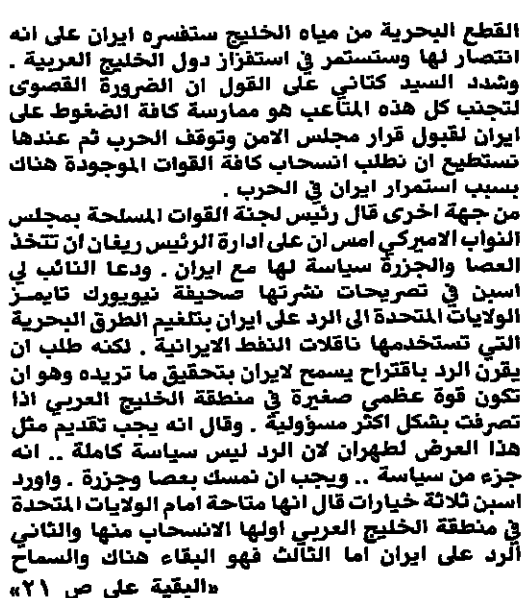 القطع البحرية من مياه الخليج ستفسره ايران على انه
انتصار لها وستستمر في استفزاز دول الخليج العربية .
وشدد السيد كتاني على القول ان الضرورة القصوى
لتجنب كل هذه المتاعب هو ممارسة كافة الضغوط على
ايران لقبول قرار مجلس الامن وتوقف الحرب ثم عندها
نستطيع ان نطلب انسحاب كافة القوات الموجودة هناك
بسبب استمرار ايران في الحرب .
من جهة اخرى قال رئيس لجنة القوات المسلحة بمجلس
النواب الاميركي امس ان على ادارة الرئيس ريغان ان تتخذ
العصا والجزرة سياسة لها مع ايران . ودعا النائب لي
اسبن في تصريحات نشرتها صحيفة نيويورك تايمز
الولايات المتحدة الى الرد على ايران بتلغيم الطرق البحرية
التي تستخدمها ناقلات النفط الايرانية . لكنه طلب ان
يقرن الرد باقتراح يسمح لايران بتحقيق ما تريده وهو ان
تكون قوة عظمى صغيرة في منطقة الخليج العربي اذا
تصرفت بشكل اكثر مسؤولية . وقال انه يجب تقديم مثل
هذا العرض لطهران لان الرد ليس سياسة كاملة .. انه
جزء من سياسة .. ويجب ان نمسك بعصا وجزرة . واورد
اسبن ثلاثة خيارات قال انها متاحة امام الولايات المتحدة
في منطقة الخليج العربي اولها الانسحاب منها والثاني
الرد على ايران اما الثالث فهو البقاء هناك والسماح
«البقية على ص ٢١»